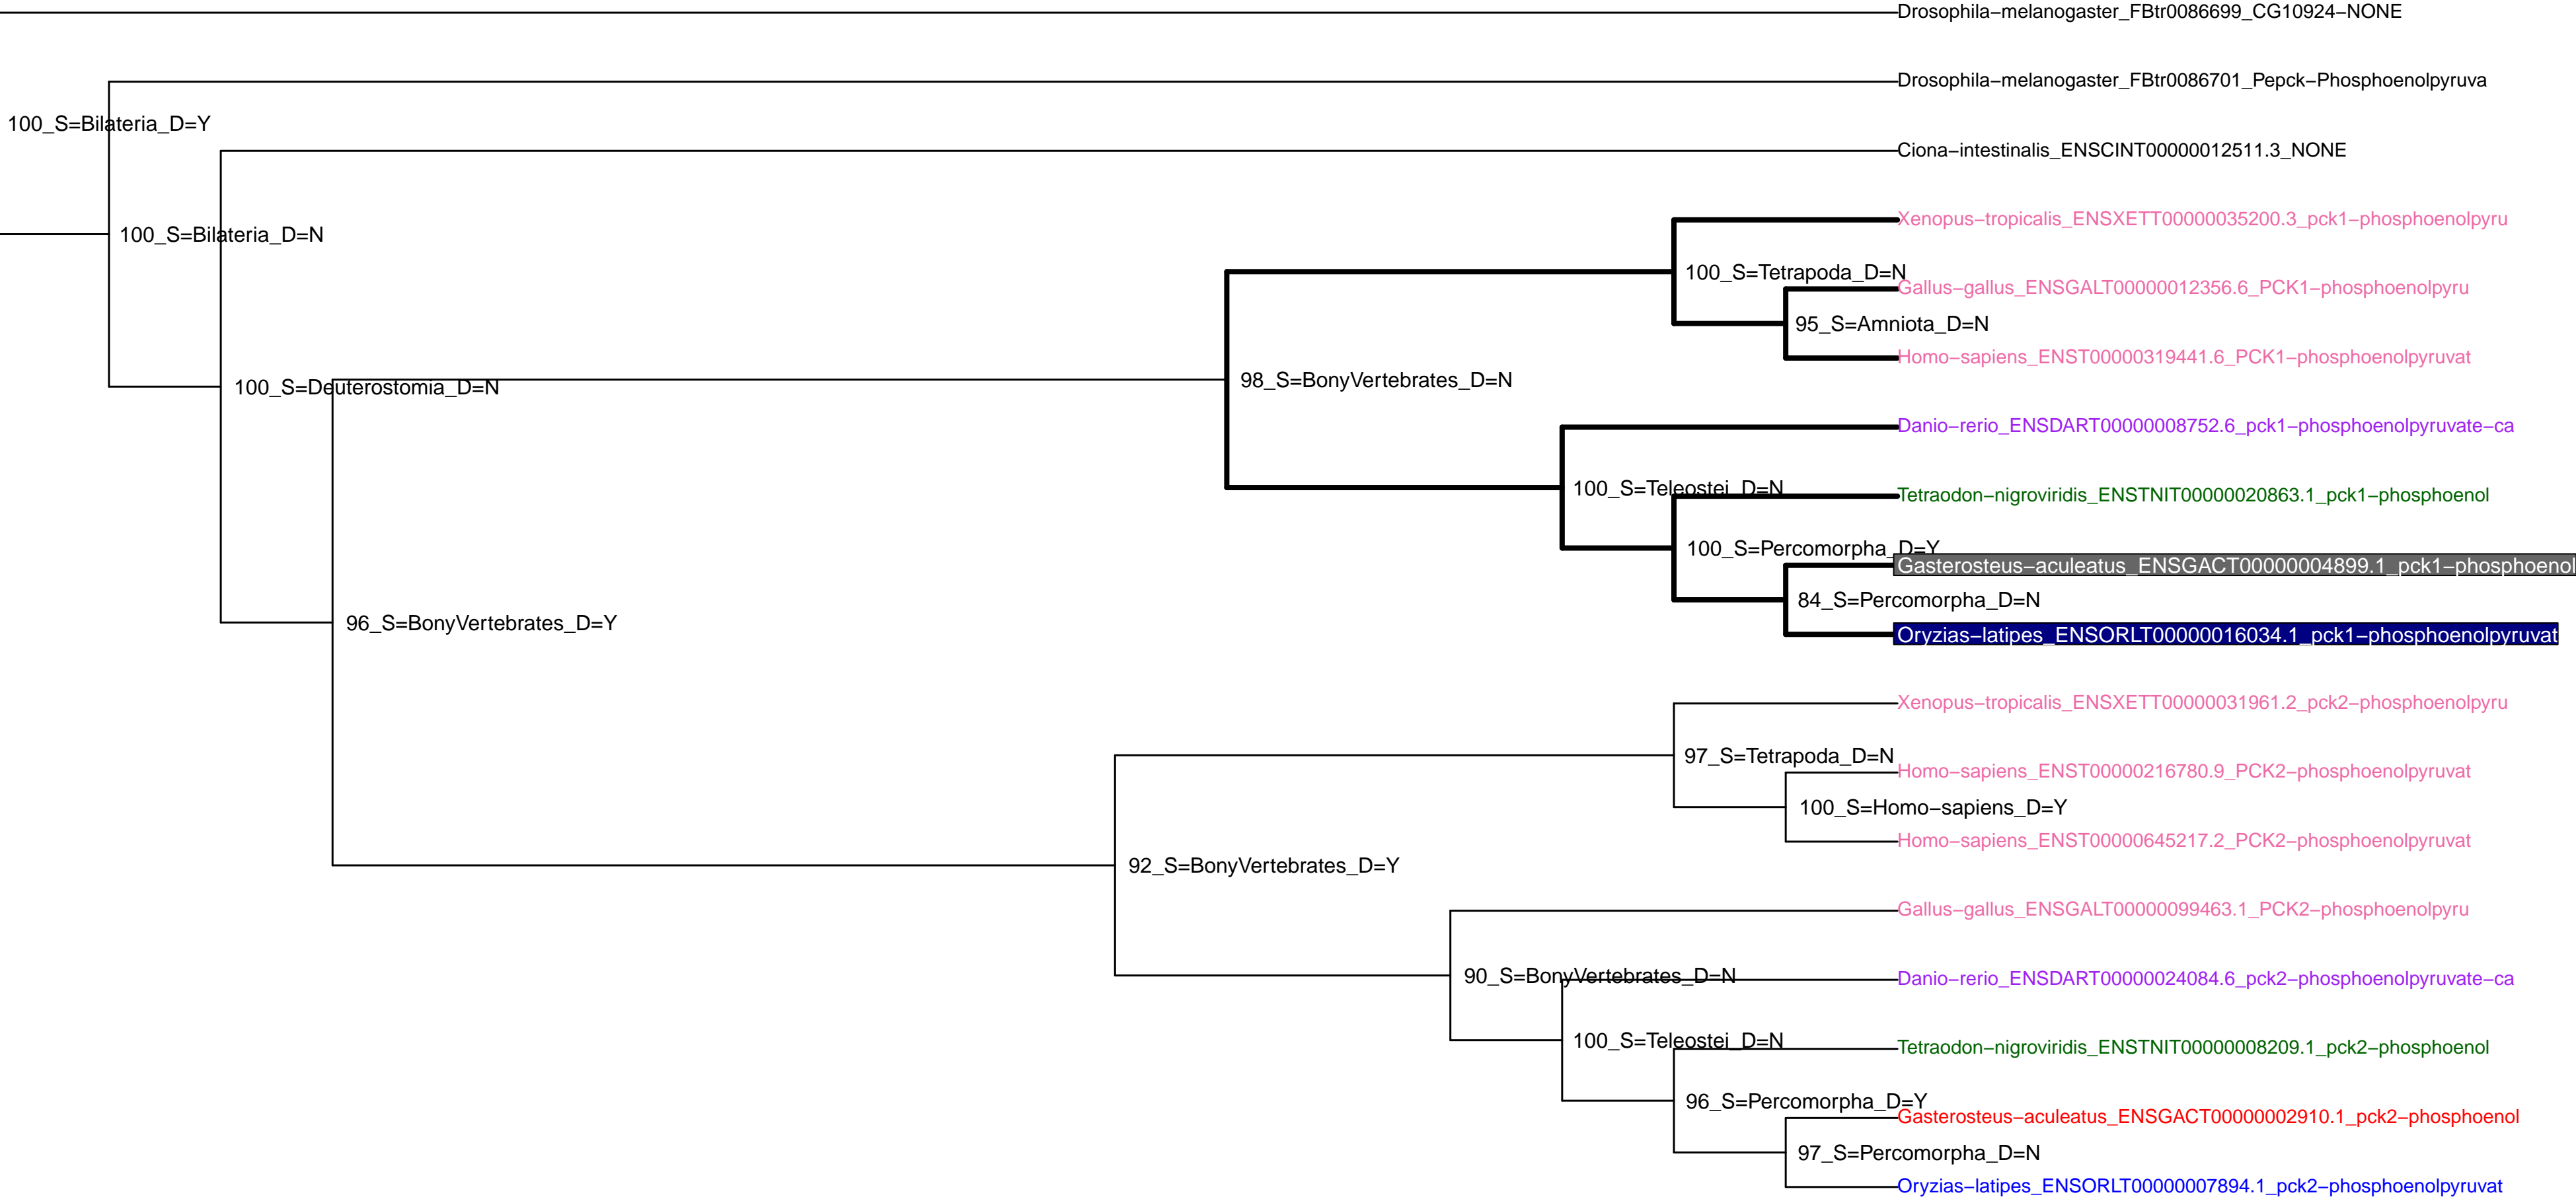 Drosophila−melanogaster_FBtr0086699_CG10924−NONE
Drosophila−melanogaster_FBtr0086701_Pepck−Phosphoenolpyruva
100_S=Bilateria_D=Y
Ciona−intestinalis_ENSCINT00000012511.3_NONE
Xenopus−tropicalis_ENSXETT00000035200.3_pck1−phosphoenolpyru
100_S=Bilateria_D=N
100_S=Tetrapoda_D=N
Gallus−gallus_ENSGALT00000012356.6_PCK1−phosphoenolpyru
95_S=Amniota_D=N
Homo−sapiens_ENST00000319441.6_PCK1−phosphoenolpyruvat
98_S=BonyVertebrates_D=N
100_S=Deuterostomia_D=N
Danio−rerio_ENSDART00000008752.6_pck1−phosphoenolpyruvate−ca
100_S=Teleostei_D=N
Tetraodon−nigroviridis_ENSTNIT00000020863.1_pck1−phosphoenol
100_S=Percomorpha_D=Y
Gasterosteus−aculeatus_ENSGACT00000004899.1_pck1−phosphoenol
84_S=Percomorpha_D=N
96_S=BonyVertebrates_D=Y
Oryzias−latipes_ENSORLT00000016034.1_pck1−phosphoenolpyruvat
Xenopus−tropicalis_ENSXETT00000031961.2_pck2−phosphoenolpyru
97_S=Tetrapoda_D=N
Homo−sapiens_ENST00000216780.9_PCK2−phosphoenolpyruvat
100_S=Homo−sapiens_D=Y
Homo−sapiens_ENST00000645217.2_PCK2−phosphoenolpyruvat
92_S=BonyVertebrates_D=Y
Gallus−gallus_ENSGALT00000099463.1_PCK2−phosphoenolpyru
90_S=BonyVertebrates_D=N
Danio−rerio_ENSDART00000024084.6_pck2−phosphoenolpyruvate−ca
100_S=Teleostei_D=N
Tetraodon−nigroviridis_ENSTNIT00000008209.1_pck2−phosphoenol
96_S=Percomorpha_D=Y
Gasterosteus−aculeatus_ENSGACT00000002910.1_pck2−phosphoenol
97_S=Percomorpha_D=N
Oryzias−latipes_ENSORLT00000007894.1_pck2−phosphoenolpyruvat